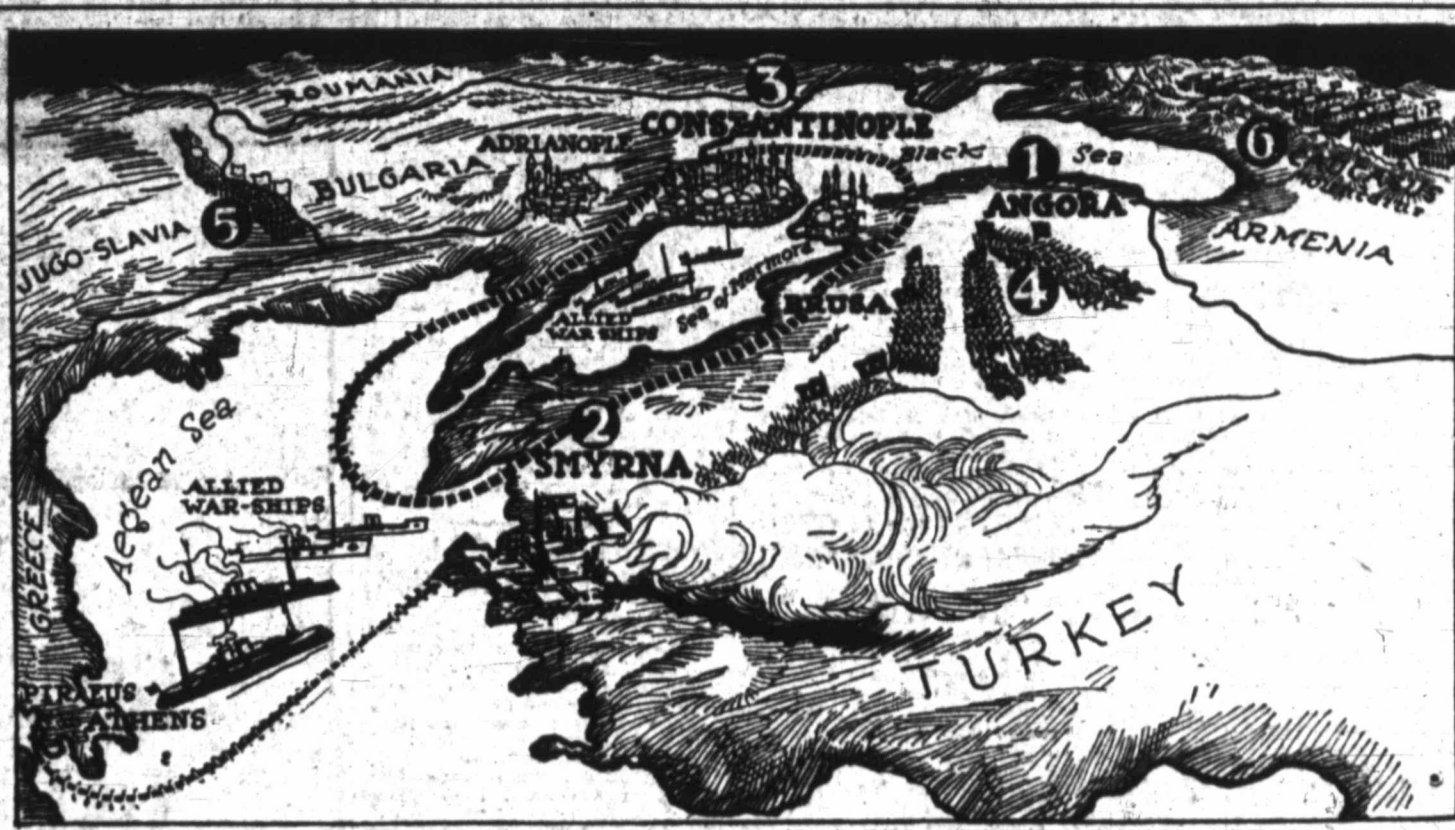 ROUMANIA
3
CONSTANTINOPLE
ADRIANOPLE
BULGARIA
Black Sea
1
6
ANGORA
5
JUGO-SLAVIA
ARMENIA
4
ALLIED
WAR SHIPS
Sea of Marmora
BRUSA
2
SMYRNA
Aegean Sea
ALLIED
WAR-SHIPS
GREECE
TURKEY
PIRAEUS
ATHENS